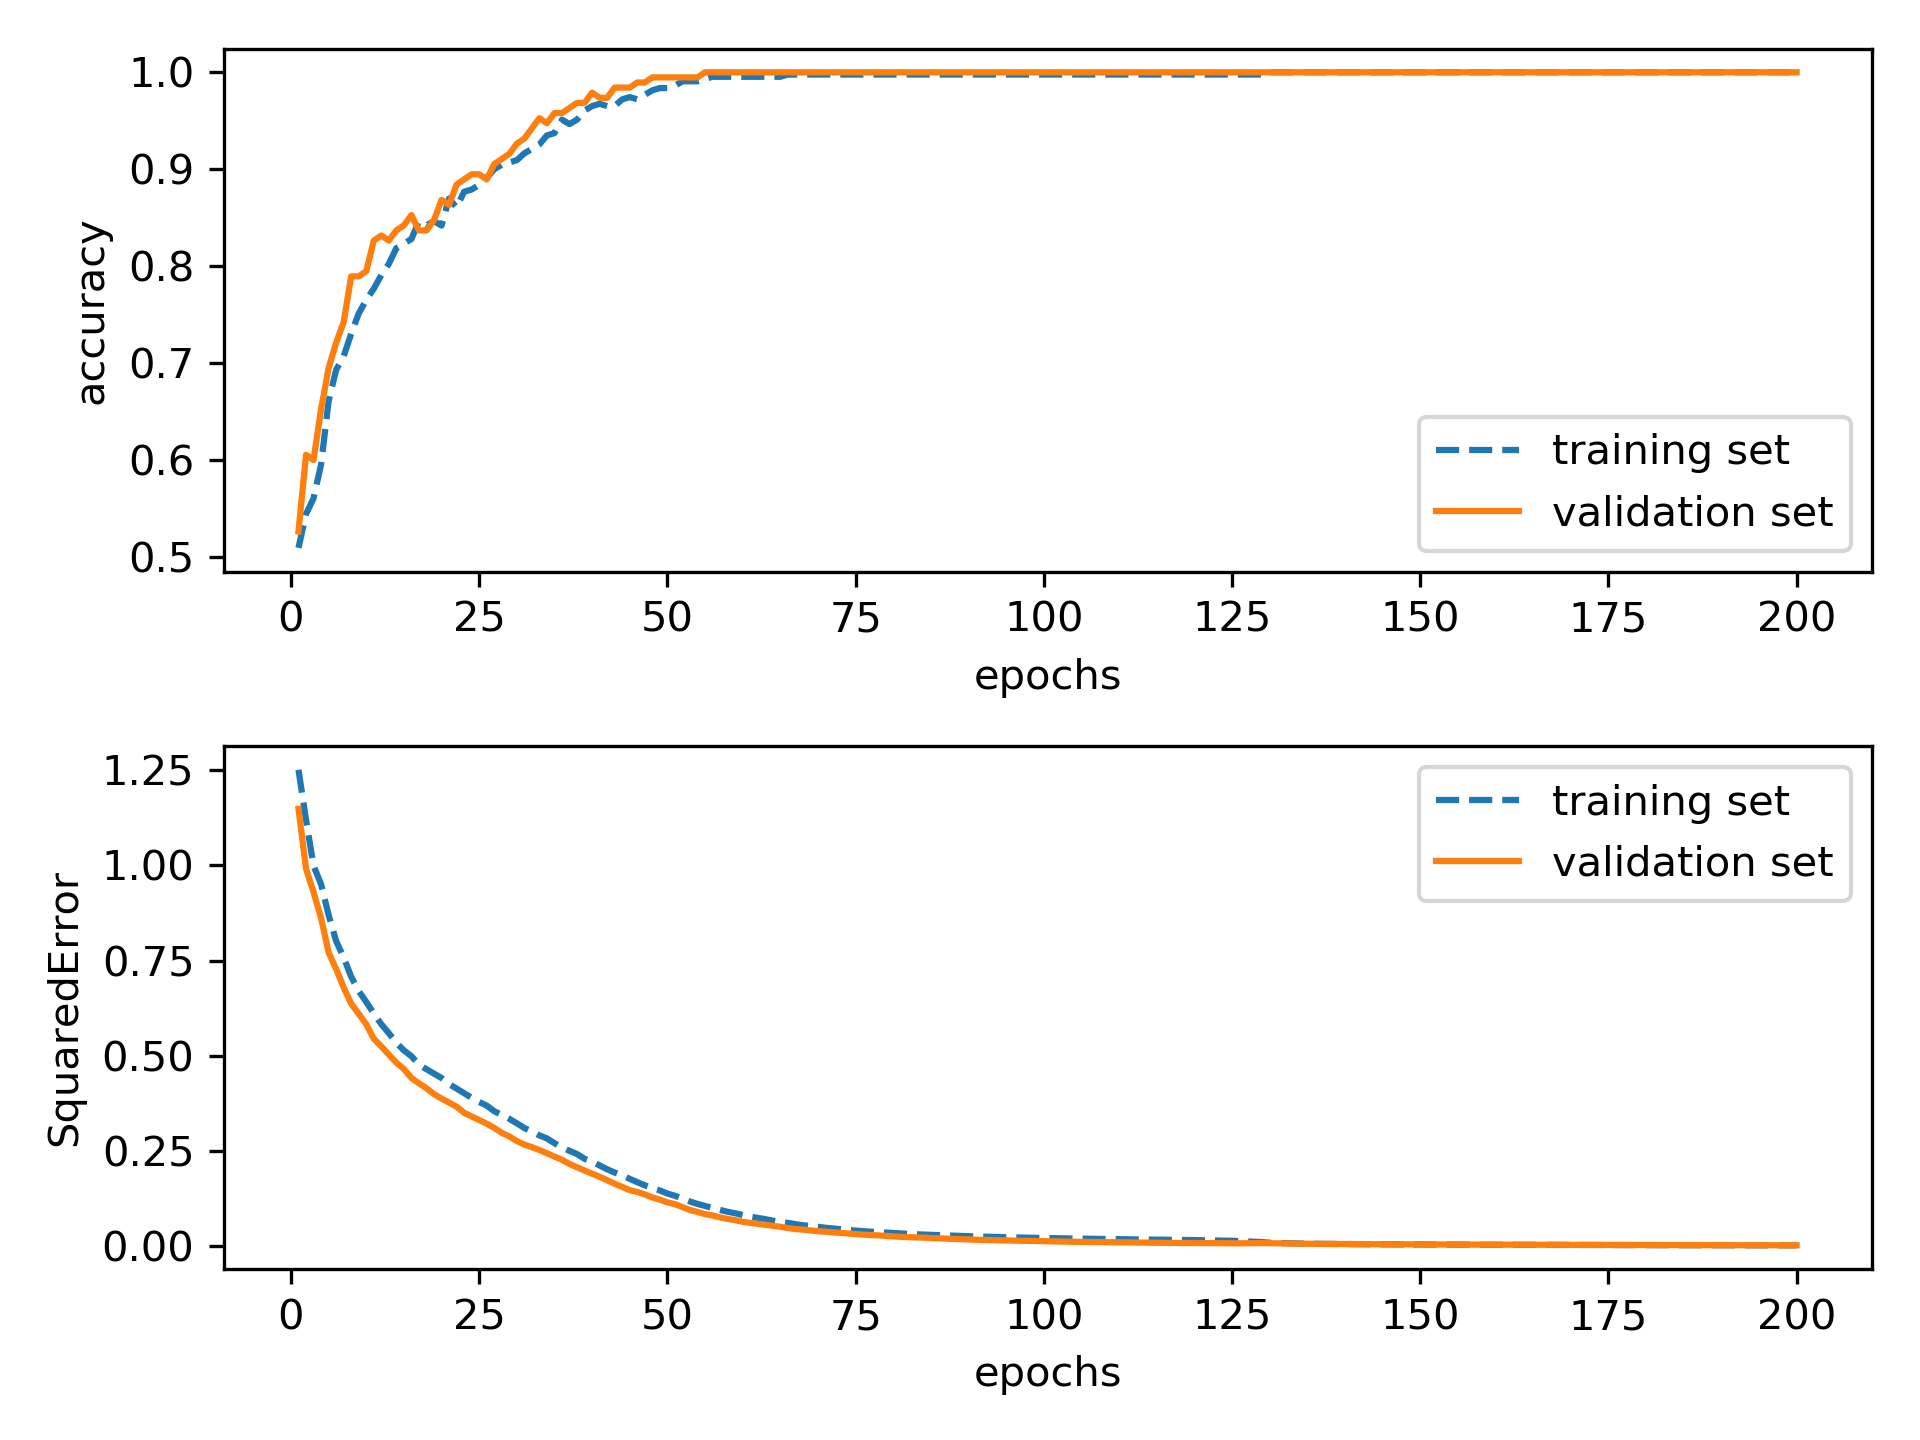 1.0
0.9
0.8
0.7
0.6
0.5
accuracy
training set
validation set
0 25 50 75 100 125 150 175 200
epochs
1.25
1.00
0.75
0.50
0.25
0.00
SquaredError
training set
validation set
0 25 50 75 100 125 150 175 200
epochs